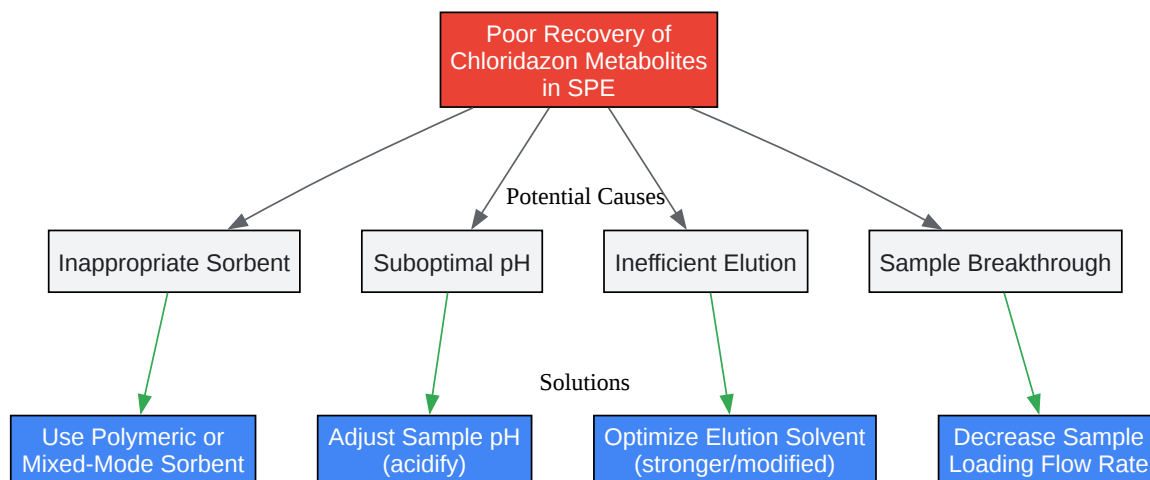 Poor Recovery of
Chloridazon Metabolites
in SPE
Potential Causes
Inappropriate Sorbent
Suboptimal pH
Inefficient Elution
Sample Breakthrough
Solutions
Use Polymeric or
Mixed-Mode Sorbent
Adjust Sample pH
(acidify)
Optimize Elution Solvent
(stronger/modified)
Decrease Sample
Loading Flow Rate